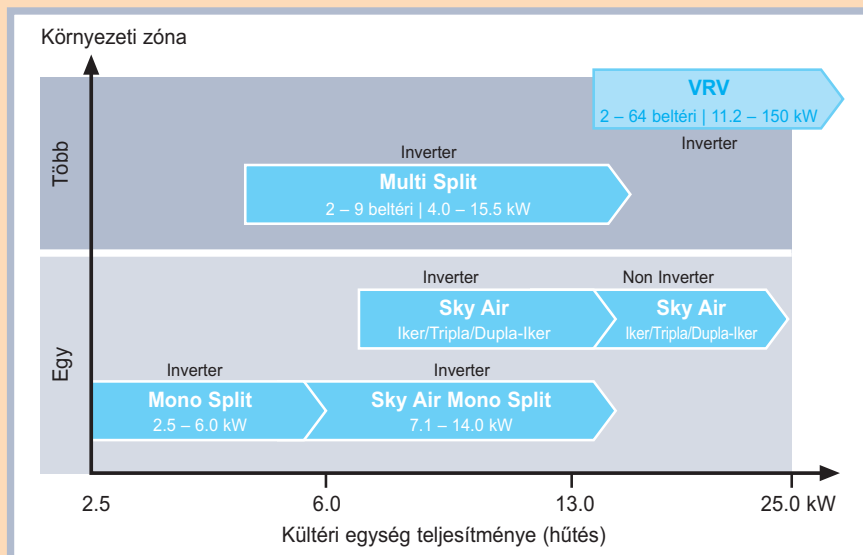 Környezeti zóna
Több
VRV
2 – 64 beltéri | 11.2 – 150 kW
Inverter
Inverter
Multi Split
2 – 9 beltéri | 4.0 – 15.5 kW
Egy
Inverter
Sky Air
Iker/Tripla/Dupla-Iker
Non Inverter
Sky Air
Iker/Tripla/Dupla-Iker
Inverter
Mono Split
2.5 – 6.0 kW
Inverter
Sky Air Mono Split
7.1 – 14.0 kW
2.5 6.0 13.0 25.0 kW
Kültéri egység teljesítménye (hűtés)